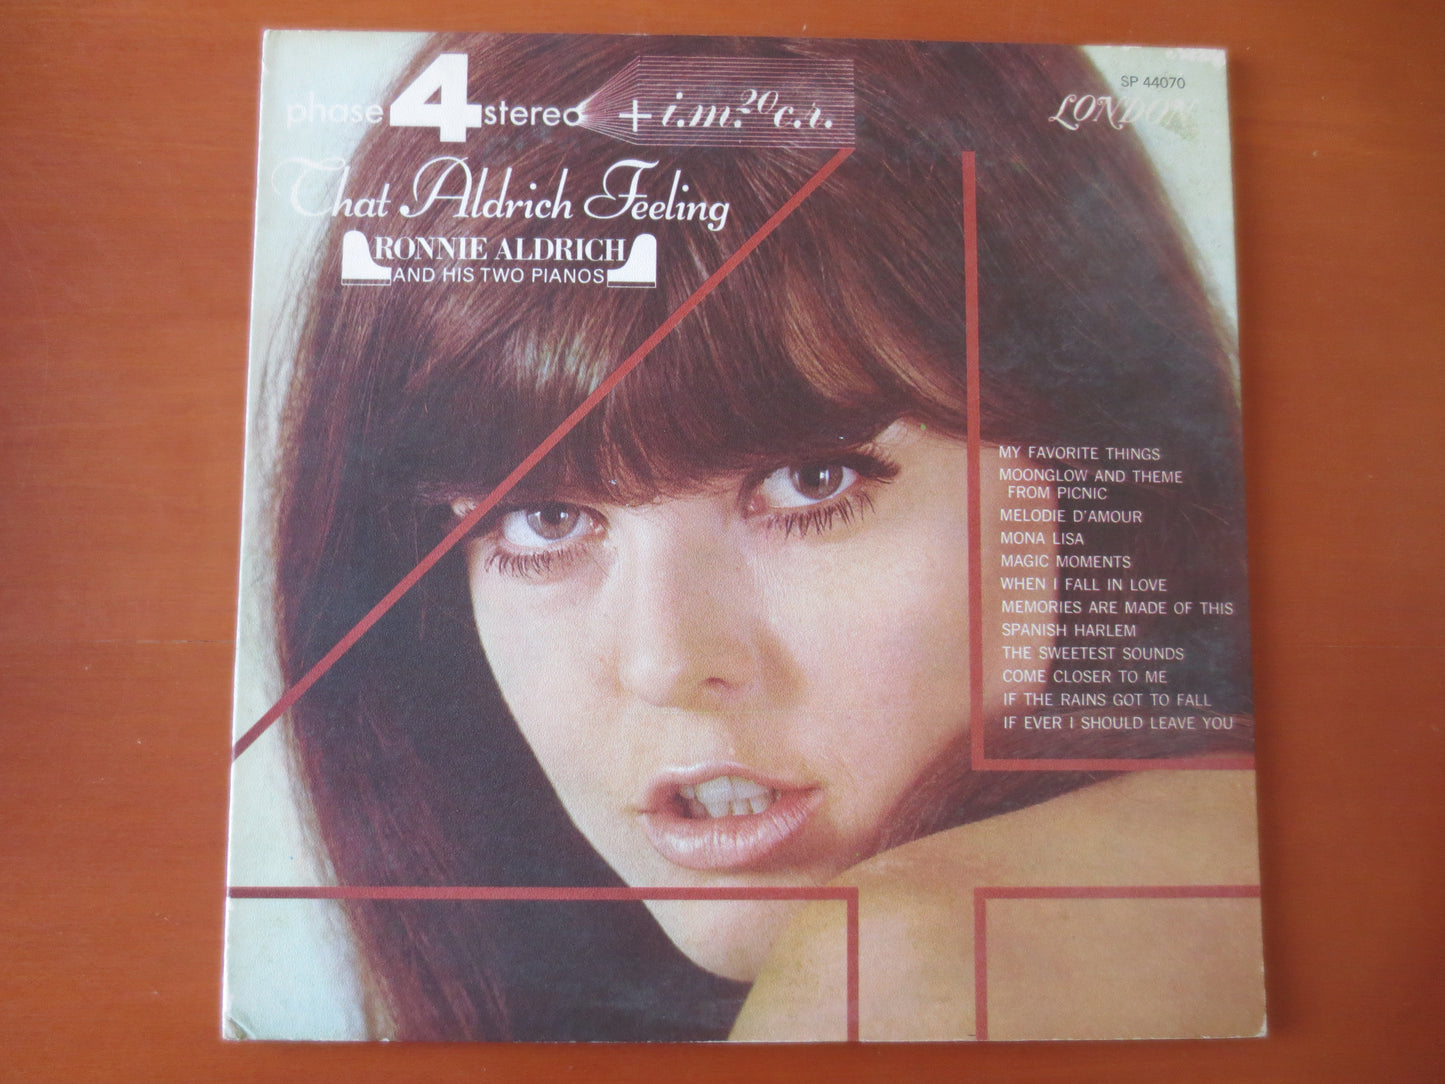 phase 4 stereo + i.m.20 c.r.
SP 44070
LONDON
That Aldrich Feeling
RONNIE ALDRICH
AND HIS TWO PIANOS
MY FAVORITE THINGS
MOONGLOW AND THEME
FROM PICNIC
MELODIE D'AMOUR
MONA LISA
MAGIC MOMENTS
WHEN I FALL IN LOVE
MEMORIES ARE MADE OF THIS
SPANISH HARLEM
THE SWEETEST SOUNDS
COME CLOSER TO ME
IF THE RAINS GOT TO FALL
IF EVER I SHOULD LEAVE YOU